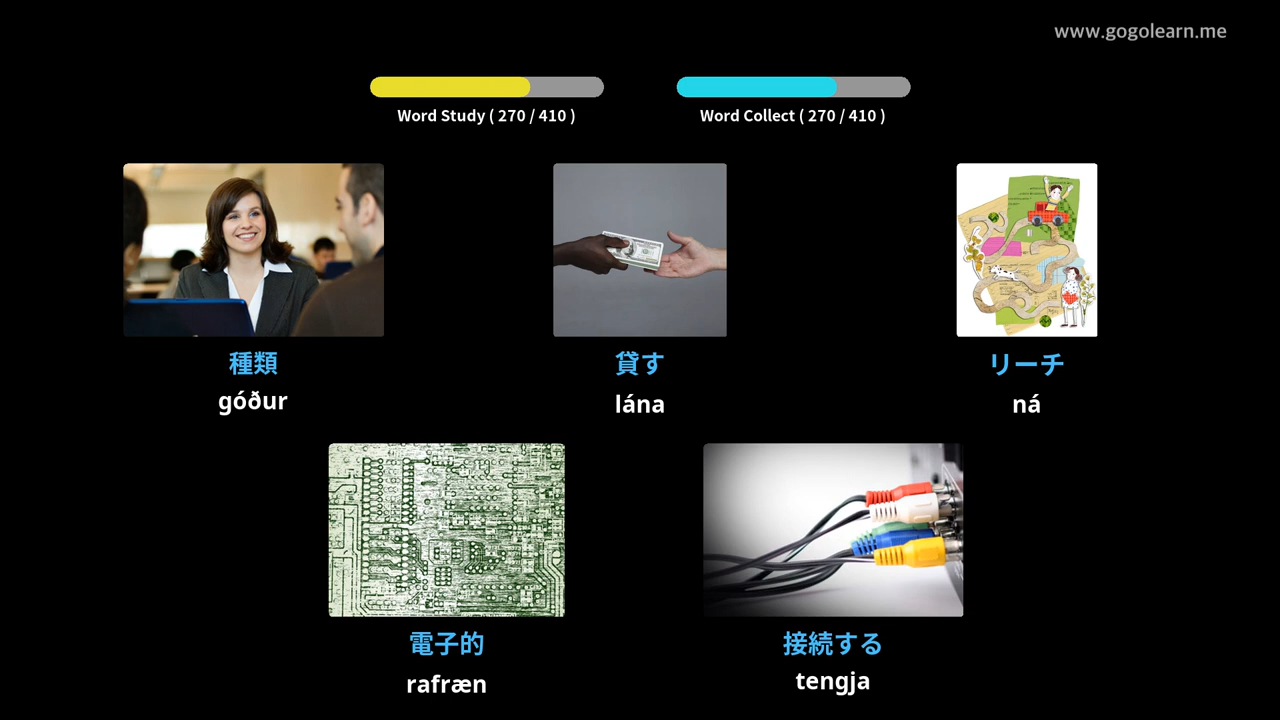 www.gogolearn.me
Word Study ( 270 / 410 )
Word Collect ( 270 / 410 )
種類
góður
貸す
lána
リーチ
ná
電子的
rafræn
接続する
tengja